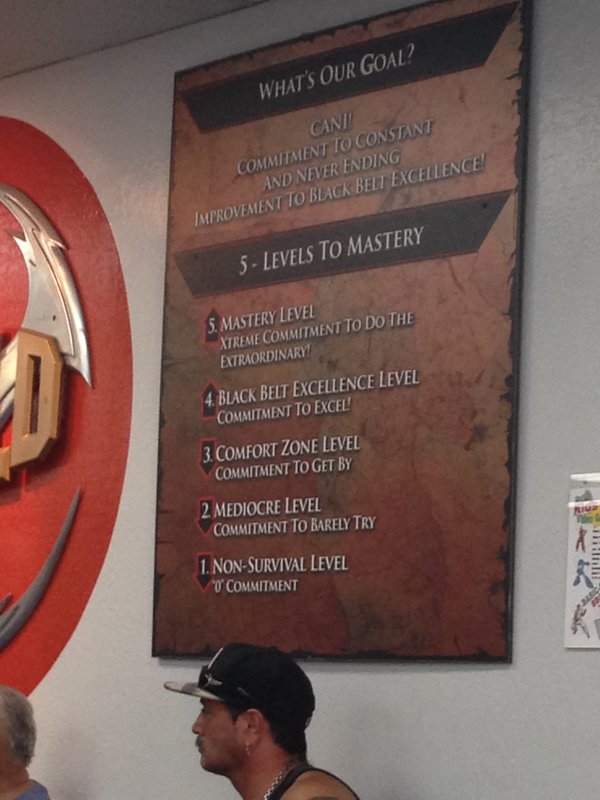 WHAT'S OUR GOAL?
CANI!
COMMITMENT TO CONSTANT
AND NEVER ENDING
IMPROVEMENT TO BLACK BELT EXCELLENCE!
5 - LEVELS TO MASTERY
5. MASTERY LEVEL
XTREME COMMITMENT TO DO THE
EXTRAORDINARY!
4. BLACK BELT EXCELLENCE LEVEL
COMMITMENT TO EXCEL!
3. COMFORT ZONE LEVEL
COMMITMENT TO GET BY
2. MEDIOCRE LEVEL
COMMITMENT TO BARELY TRY
1. NON-SURVIVAL LEVEL
"0" COMMITMENT
D
KIDS